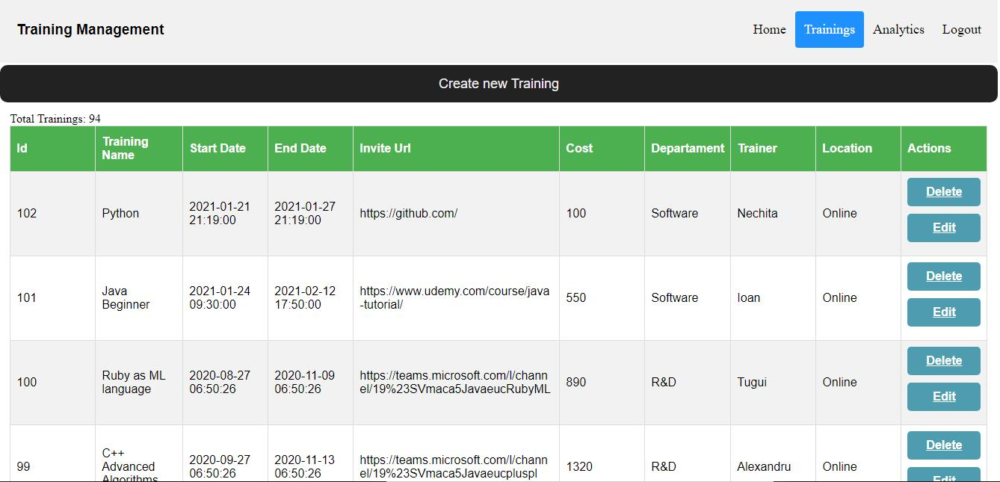 Training Management
Home Trainings Analytics Logout
Create new Training
Total Trainings: 94
Id Training Name Start Date End Date Invite Url Cost Departament Trainer Location Actions
102 Python 2021-01-21 21:19:00 2021-01-27 21:19:00 https://github.com/ 100 Software Nechita Online Delete Edit
101 Java Beginner 2021-01-24 09:30:00 2021-02-12 17:50:00 https://www.udemy.com/course/java-tutorial/ 550 Software Ioan Online Delete Edit
100 Ruby as ML language 2020-08-27 06:50:26 2020-11-09 06:50:26 https://teams.microsoft.com/l/channel/19%23SVmaca5JavaeucRubyML 890 R&D Tugui Online Delete Edit
99 C++ Advanced Algorithms 2020-09-27 06:50:26 2020-11-13 06:50:26 https://teams.microsoft.com/l/channel/19%23SVmaca5Javaeucpluspl 1320 R&D Alexandru Online Delete Edit